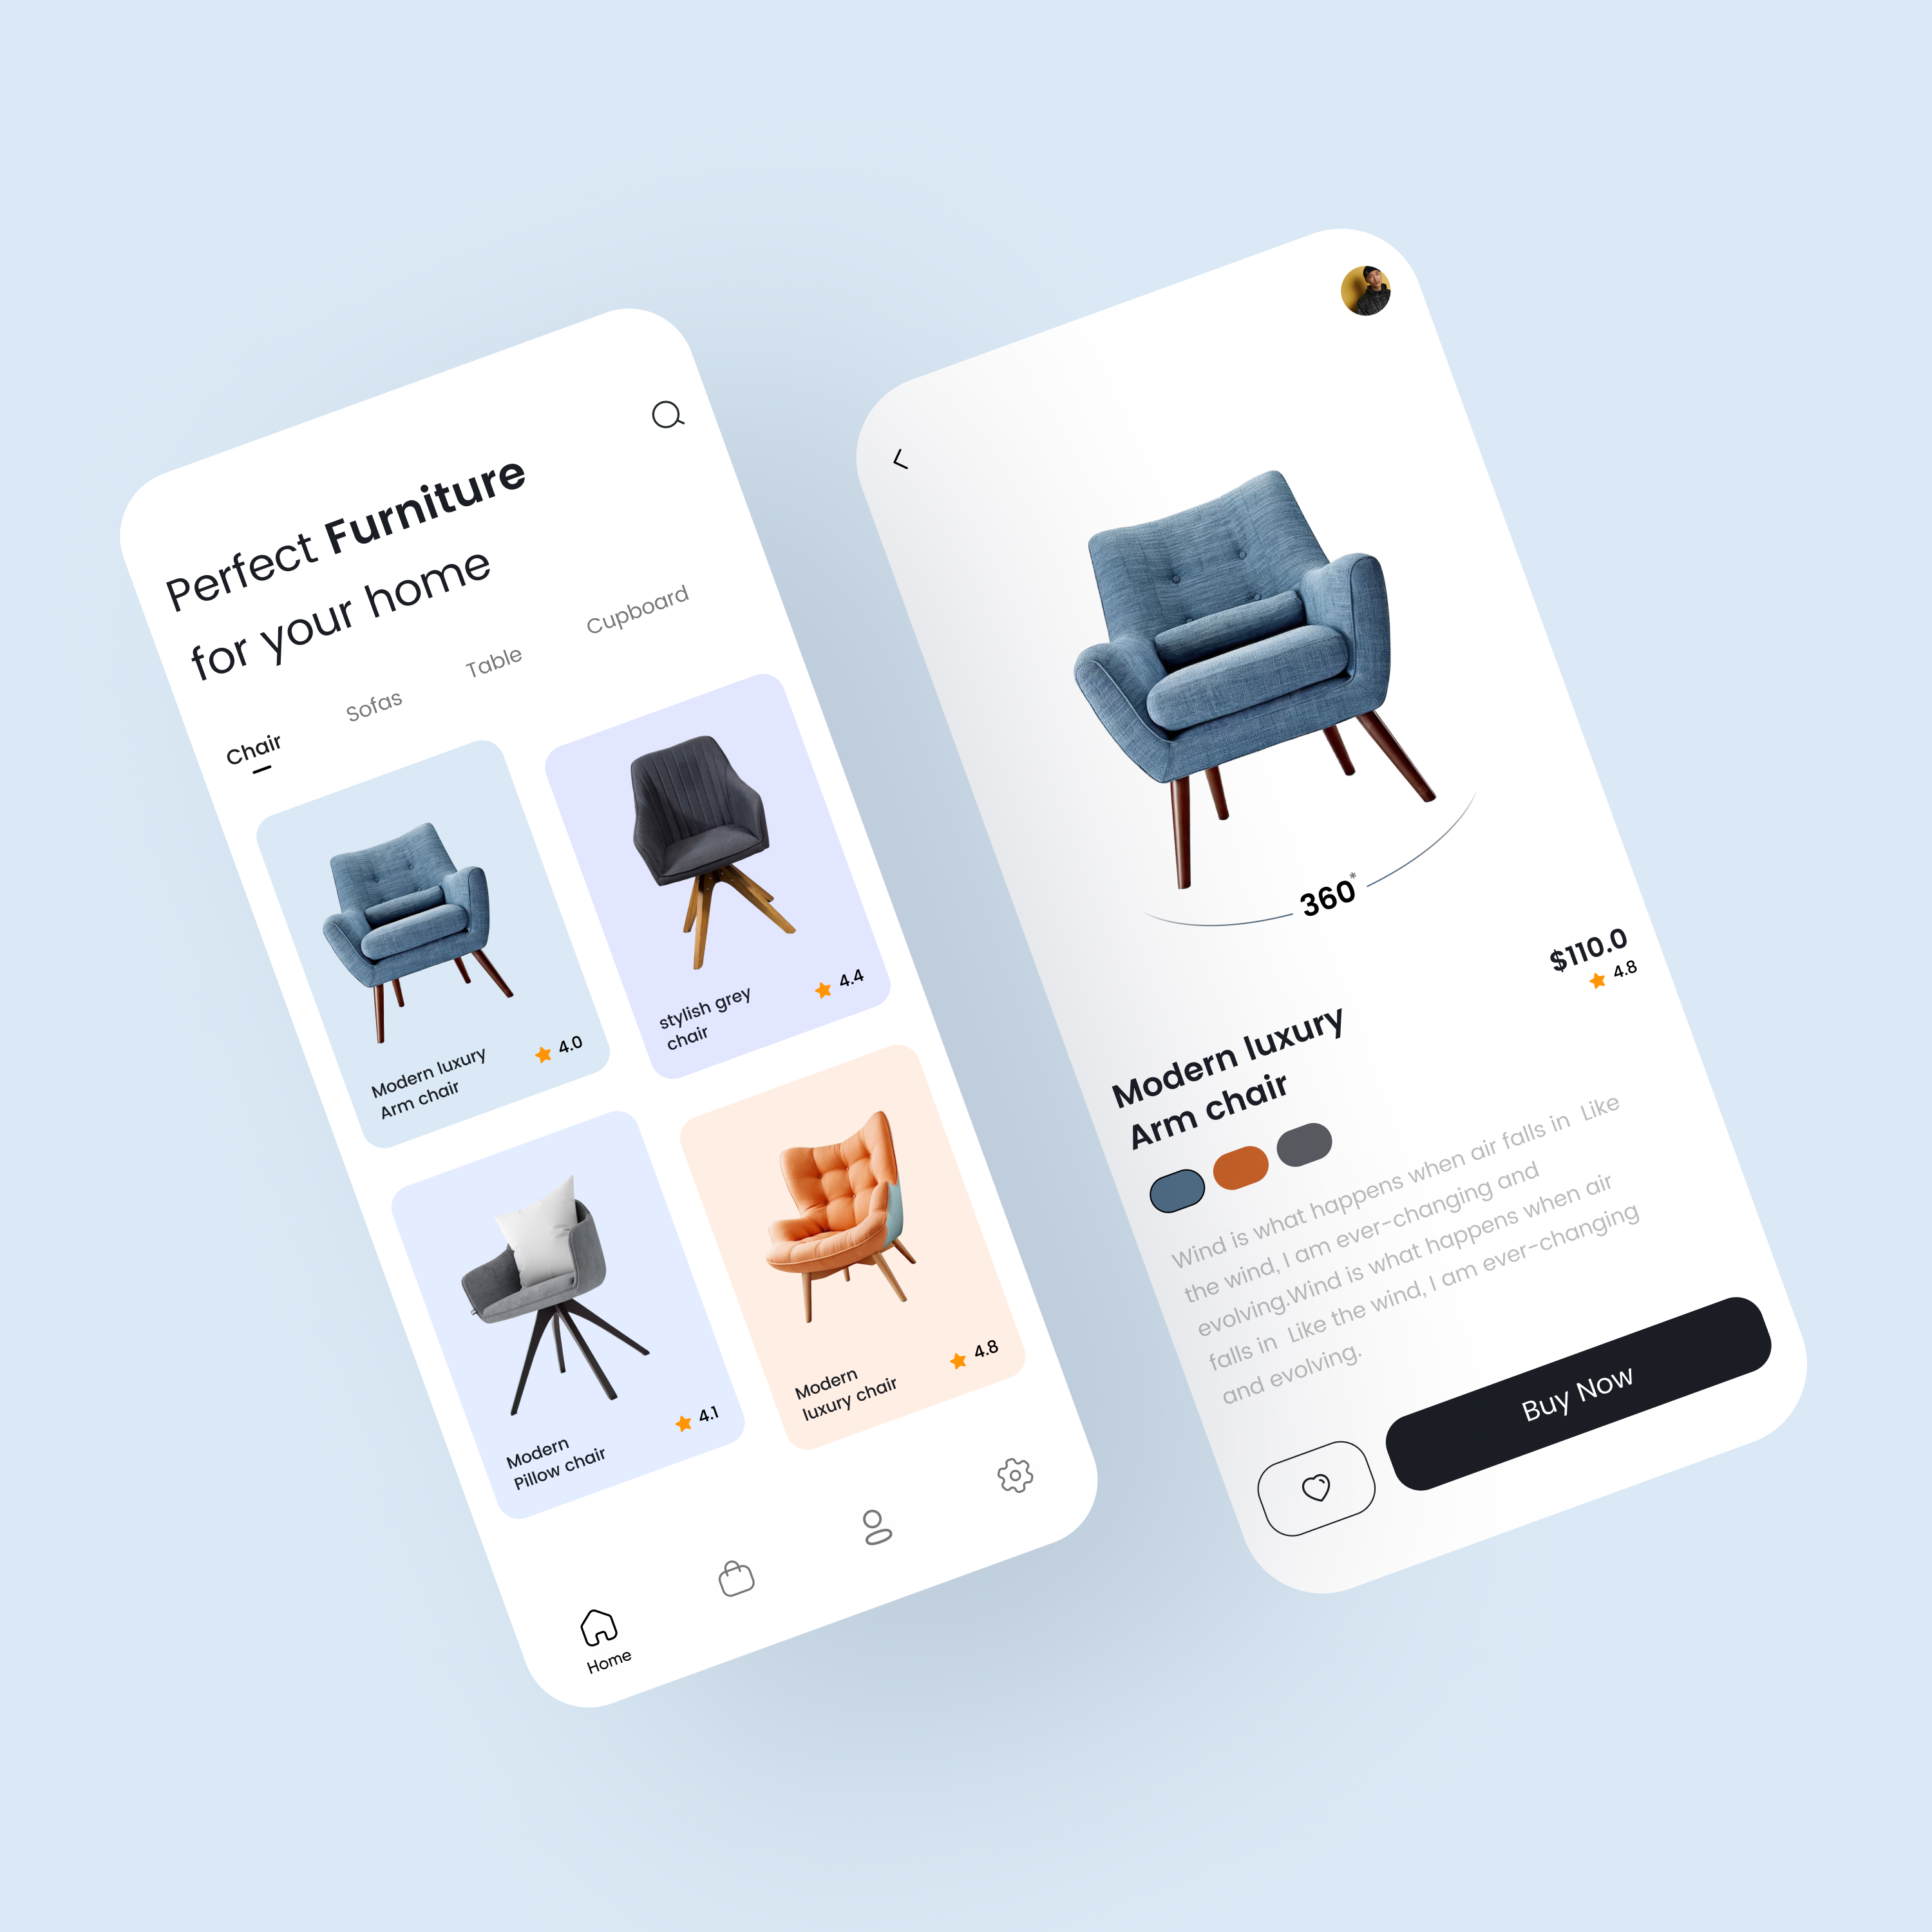 Perfect Furniture
for your home
Chair
Sofas
Table
Cupboard
Modern luxury
Arm chair
4.0
stylish grey
chair
4.4
Modern
Pillow chair
4.1
Modern
luxury chair
4.8
Home
360*
$110.0
4.8
Modern luxury
Arm chair
Wind is what happens when air falls in  Like
the wind, I am ever-changing and
evolving.Wind is what happens when air
falls in  Like the wind, I am ever-changing
and evolving.
Buy Now